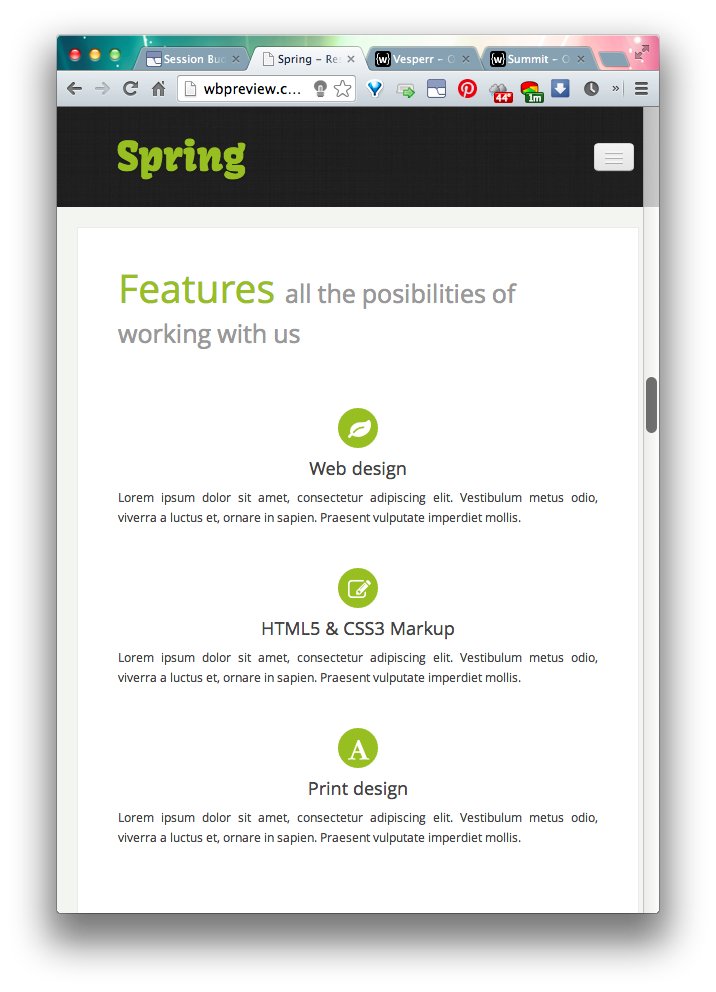 Session Buc
Spring – Res
Vesperr – O
Summit – O
wbpreview.c...
44°
1m
»
Spring
Features all the posibilities of
working with us
Web design
Lorem ipsum dolor sit amet, consectetur adipiscing elit. Vestibulum metus odio,
viverra a luctus et, ornare in sapien. Praesent vulputate imperdiet mollis.
HTML5 & CSS3 Markup
Lorem ipsum dolor sit amet, consectetur adipiscing elit. Vestibulum metus odio,
viverra a luctus et, ornare in sapien. Praesent vulputate imperdiet mollis.
A
Print design
Lorem ipsum dolor sit amet, consectetur adipiscing elit. Vestibulum metus odio,
viverra a luctus et, ornare in sapien. Praesent vulputate imperdiet mollis.